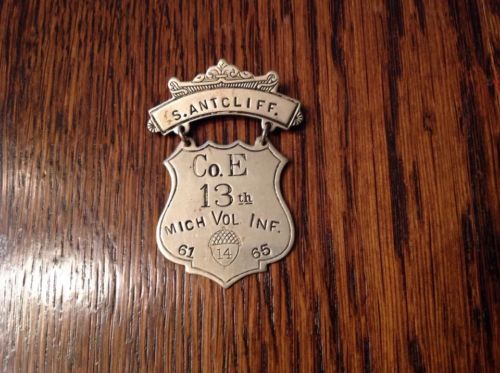 S. ANTCLIFF.
Co. E
13th
MICH VOL INF.
61 14 65